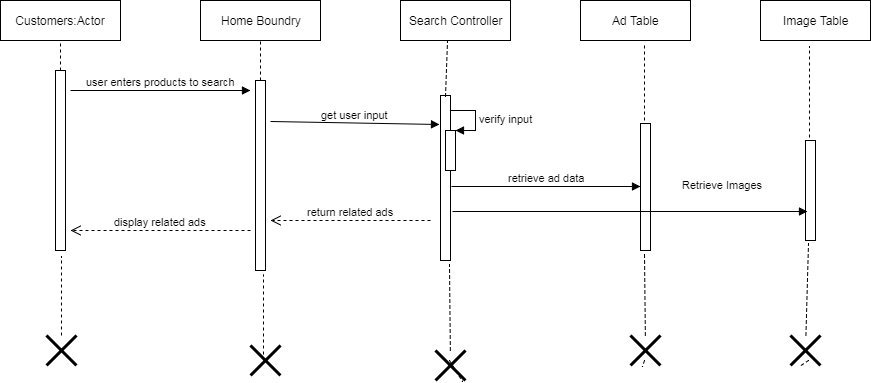 Customers:Actor
Home Boundry
Search Controller
Ad Table
Image Table
user enters products to search
get user input
verify input
retrieve ad data
Retrieve Images
return related ads
display related ads